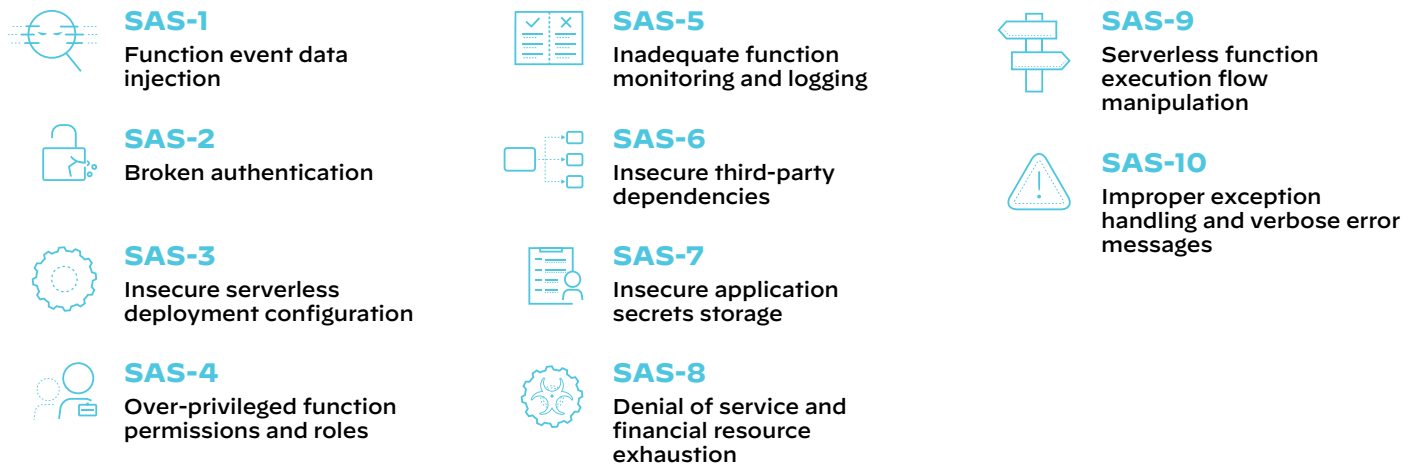 SAS-1
Function event data
injection
SAS-2
Broken authentication
SAS-3
Insecure serverless
deployment configuration
SAS-4
Over-privileged function
permissions and roles
SAS-5
Inadequate function
monitoring and logging
SAS-6
Insecure third-party
dependencies
SAS-7
Insecure application
secrets storage
SAS-8
Denial of service and
financial resource
exhaustion
SAS-9
Serverless function
execution flow
manipulation
SAS-10
Improper exception
handling and verbose error
messages